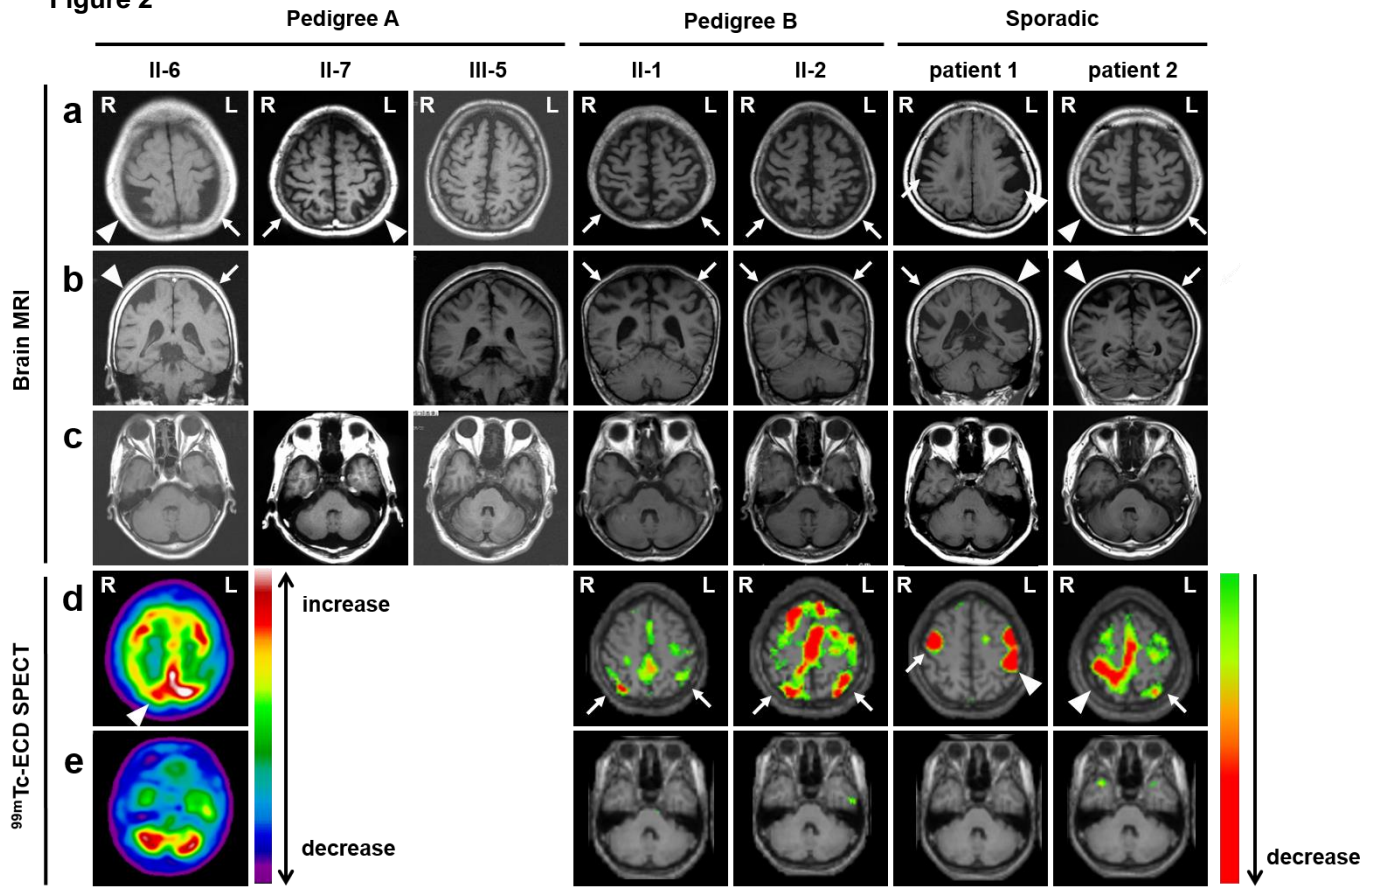 Figure 2
Pedigree A
Pedigree B
Sporadic
II-6
II-7
III-5
II-1
II-2
patient 1
patient 2
Brain MRI
a
R L
R L
R L
R L
R L
R L
R L
b
c
99mTc-ECD SPECT
d
R L
increase
decrease
R L
R L
R L
R L
e
decrease